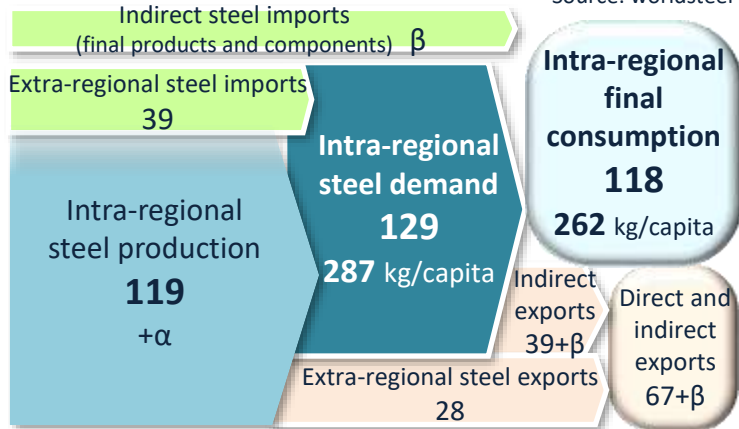 Source: worldsteel
Indirect steel imports
(final products and components) β
Extra-regional steel imports
39
Intra-regional
steel production
119
+α
Intra-regional
steel demand
129
287 kg/capita
Intra-regional
final
consumption
118
262 kg/capita
Indirect
exports
39+β
Extra-regional steel exports
28
Direct and
indirect
exports
67+β